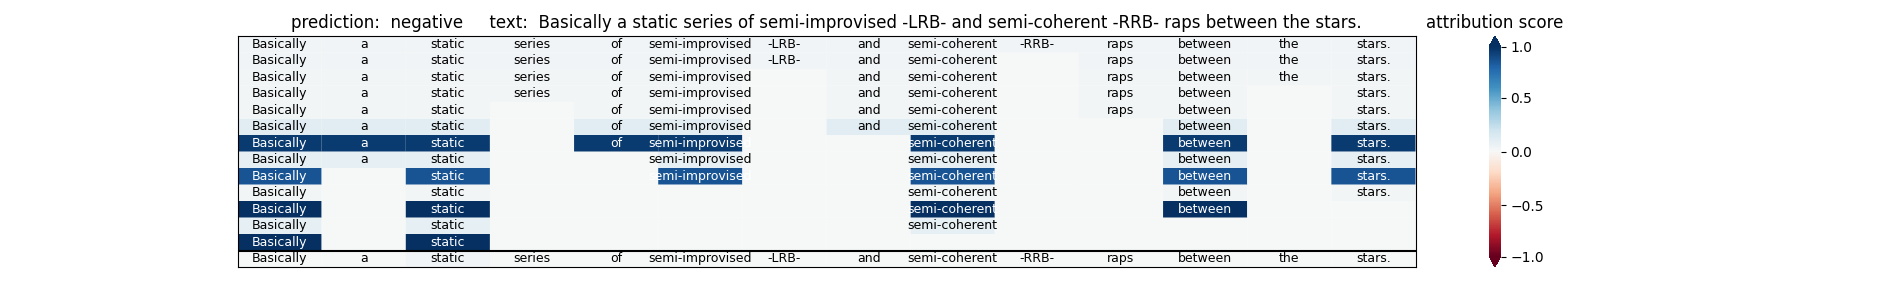 prediction: negative text: Basically a static series of semi-improvised -LRB- and semi-coherent -RRB- raps between the stars. attribution score
Basically a static series of semi-improvised -LRB- and semi-coherent -RRB- raps between the stars. 1.0
Basically a static series of semi-improvised -LRB- and semi-coherent raps between the stars.
Basically a static series of semi-improvised and semi-coherent raps between the stars.
Basically a static series of semi-improvised and semi-coherent raps between stars. 0.5
Basically a static of semi-improvised and semi-coherent raps between stars.
Basically a static of semi-improvised and semi-coherent between stars.
Basically a static of semi-improvised semi-coherent between stars.
Basically a static semi-improvised semi-coherent between stars. 0.0
Basically static semi-improvised semi-coherent between stars.
Basically static semi-coherent between stars.
Basically static semi-coherent between −0.5
Basically static semi-coherent
Basically static
Basically a static series of semi-improvised -LRB- and semi-coherent -RRB- raps between the stars. −1.0